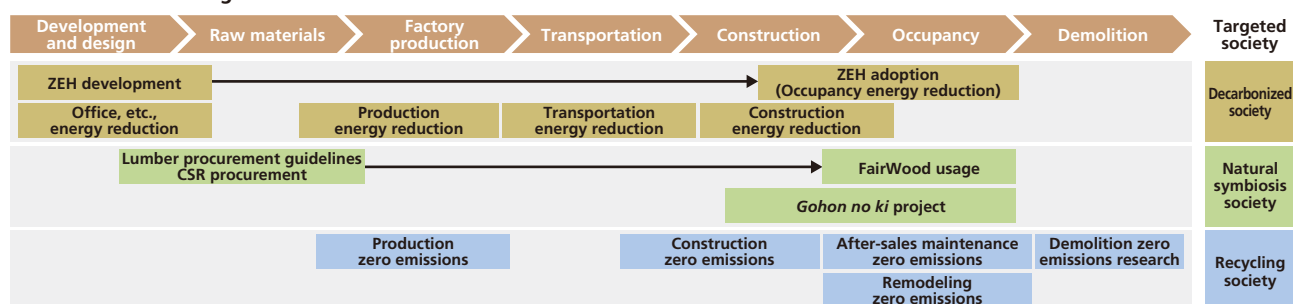 Development
and design
Raw materials
Factory
production
Transportation
Construction
Occupancy
Demolition
Targeted
society
ZEH development
ZEH adoption
(Occupancy energy reduction)
Office, etc.,
energy reduction
Production
energy reduction
Transportation
energy reduction
Construction
energy reduction
Decarbonized
society
Lumber procurement guidelines
CSR procurement
FairWood usage
Gohon no ki project
Natural
symbiosis
society
Production
zero emissions
Construction
zero emissions
After-sales maintenance
zero emissions
Demolition zero
emissions research
Remodeling
zero emissions
Recycling
society